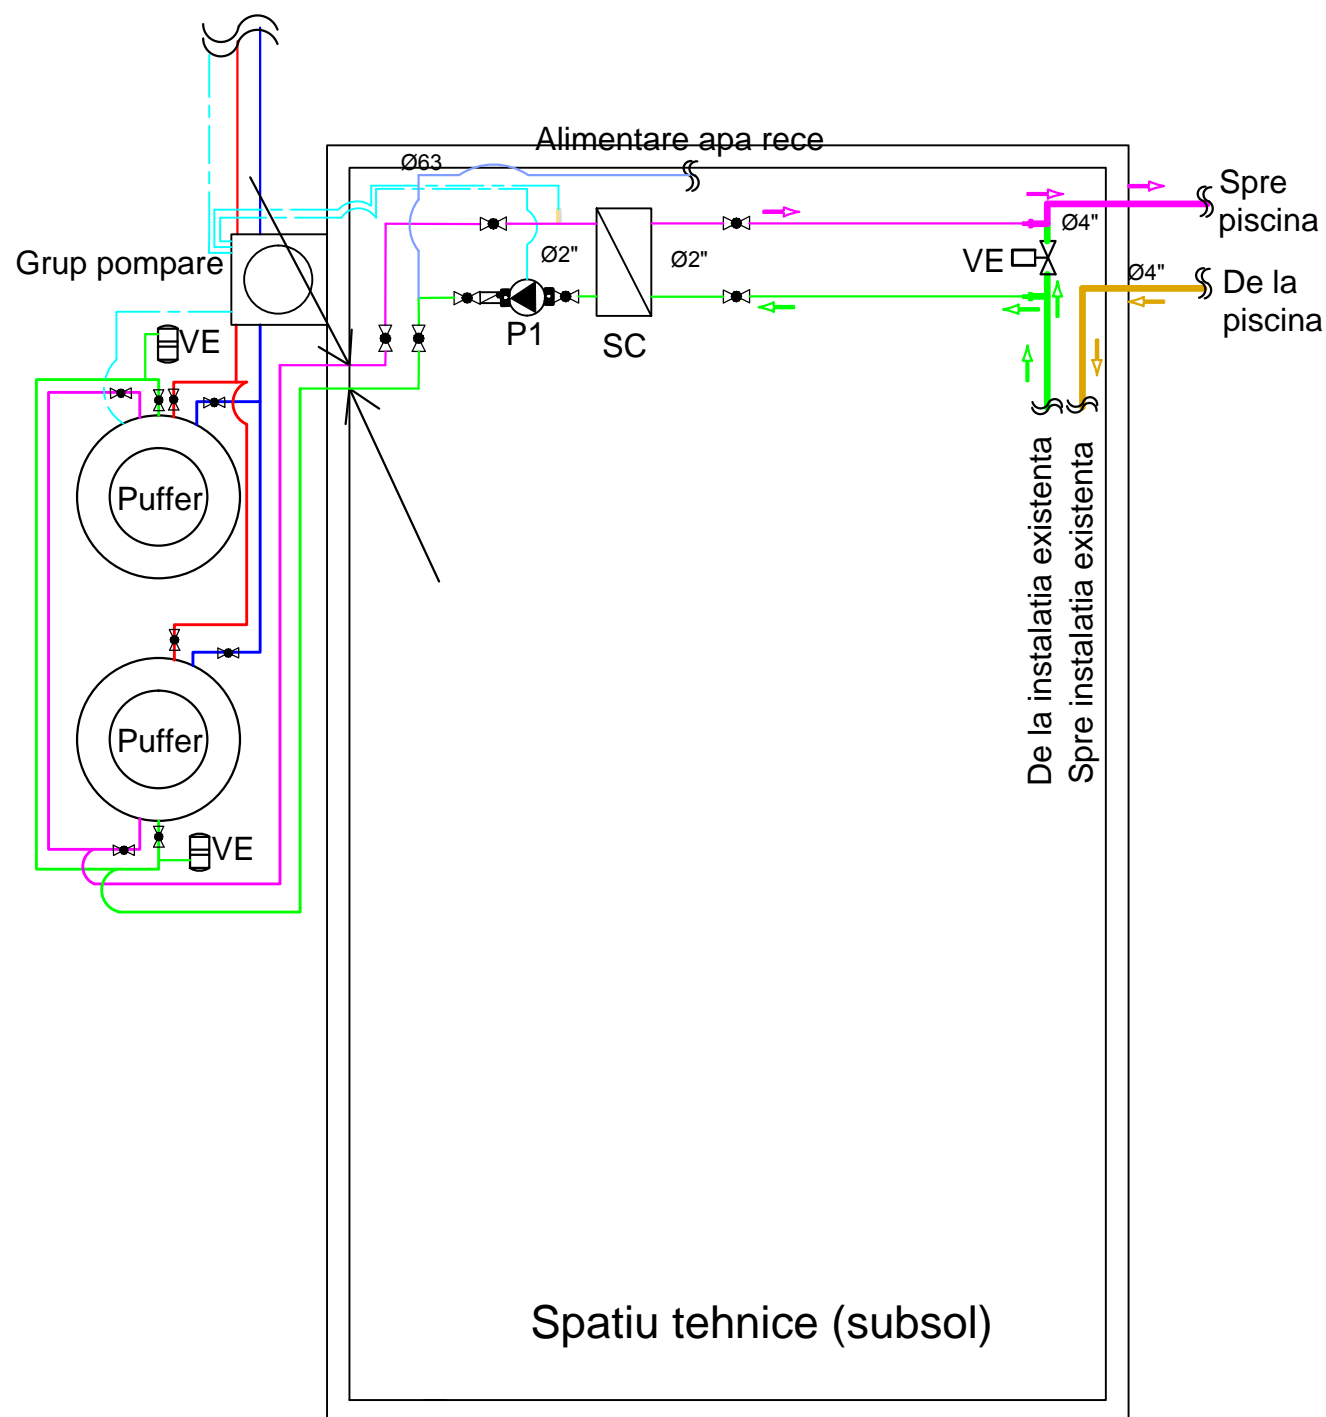 Alimentare apa rece
Ø63
Spre
piscina
Ø4"
Grup pompare
Ø2"
Ø2"
VE
Ø4"
De la
piscina
P1
SC
VE
De la instalatia existenta
Spre instalatia existenta
Puffer
Puffer
VE
Spatiu tehnice (subsol)